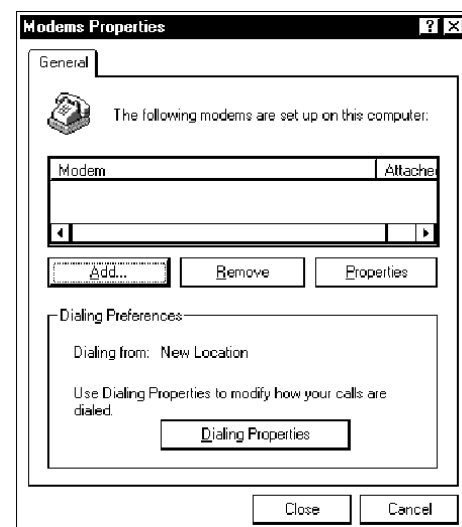 Modems Properties
General
The following modems are set up on this computer:
Modem Attached
Add... Remove Properties
Dialing Preferences
Dialing from: New Location
Use Dialing Properties to modify how your calls are
dialed.
Dialing Properties
Close Cancel